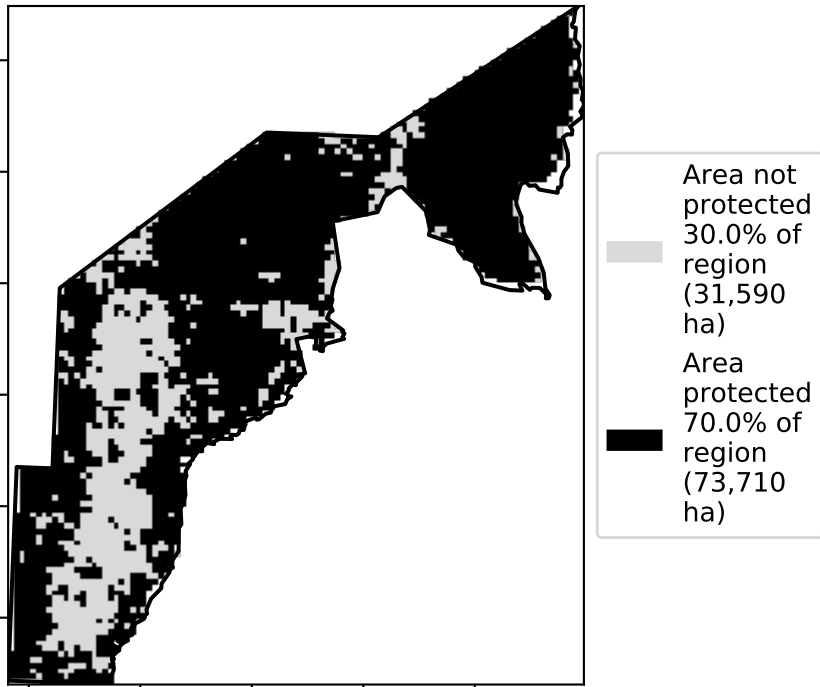 Area not
protected
30.0% of
region
(31,590
ha)
Area
protected
70.0% of
region
(73,710
ha)